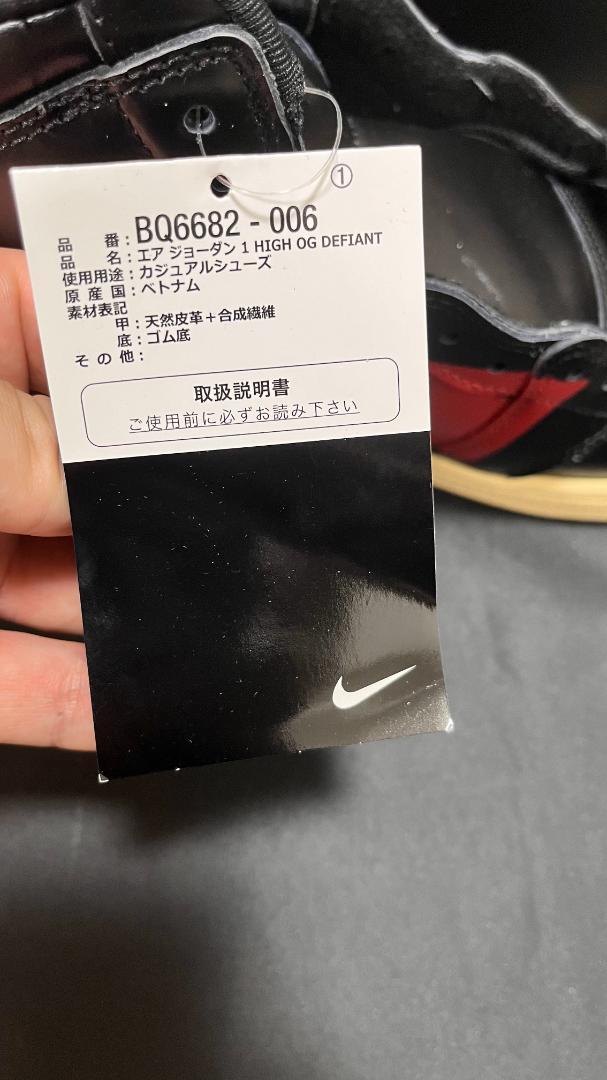 ①
品　　番：BQ6682 - 006
品　　名：エア ジョーダン 1 HIGH OG DEFIANT
使用用途：カジュアルシューズ
原 産 国：ベトナム
素材表記
甲：天然皮革＋合成繊維
底：ゴム底
そ の 他：
取扱説明書
ご使用前に必ずお読み下さい